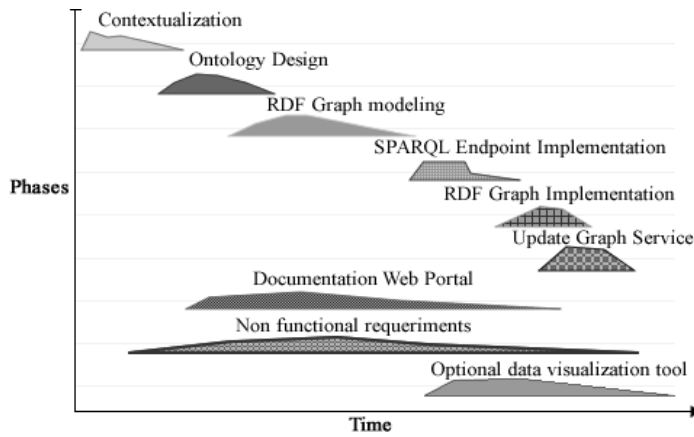 Contextualization
Ontology Design
RDF Graph modeling
SPARQL Endpoint Implementation
Phases
RDF Graph Implementation
Update Graph Service
Documentation Web Portal
Non functional requeriments
Optional data visualization tool
Time